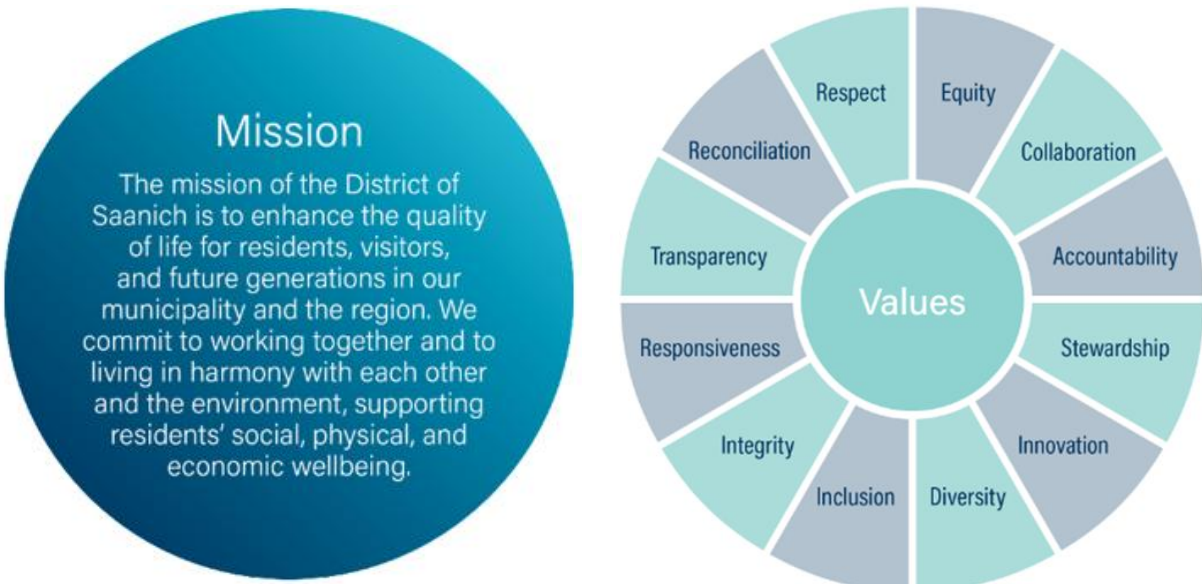 Mission
The mission of the District of
Saanich is to enhance the quality
of life for residents, visitors,
and future generations in our
municipality and the region. We
commit to working together and to
living in harmony with each other
and the environment, supporting
residents’ social, physical, and
economic wellbeing.
Values
Respect
Equity
Collaboration
Accountability
Stewardship
Innovation
Diversity
Inclusion
Integrity
Responsiveness
Transparency
Reconciliation